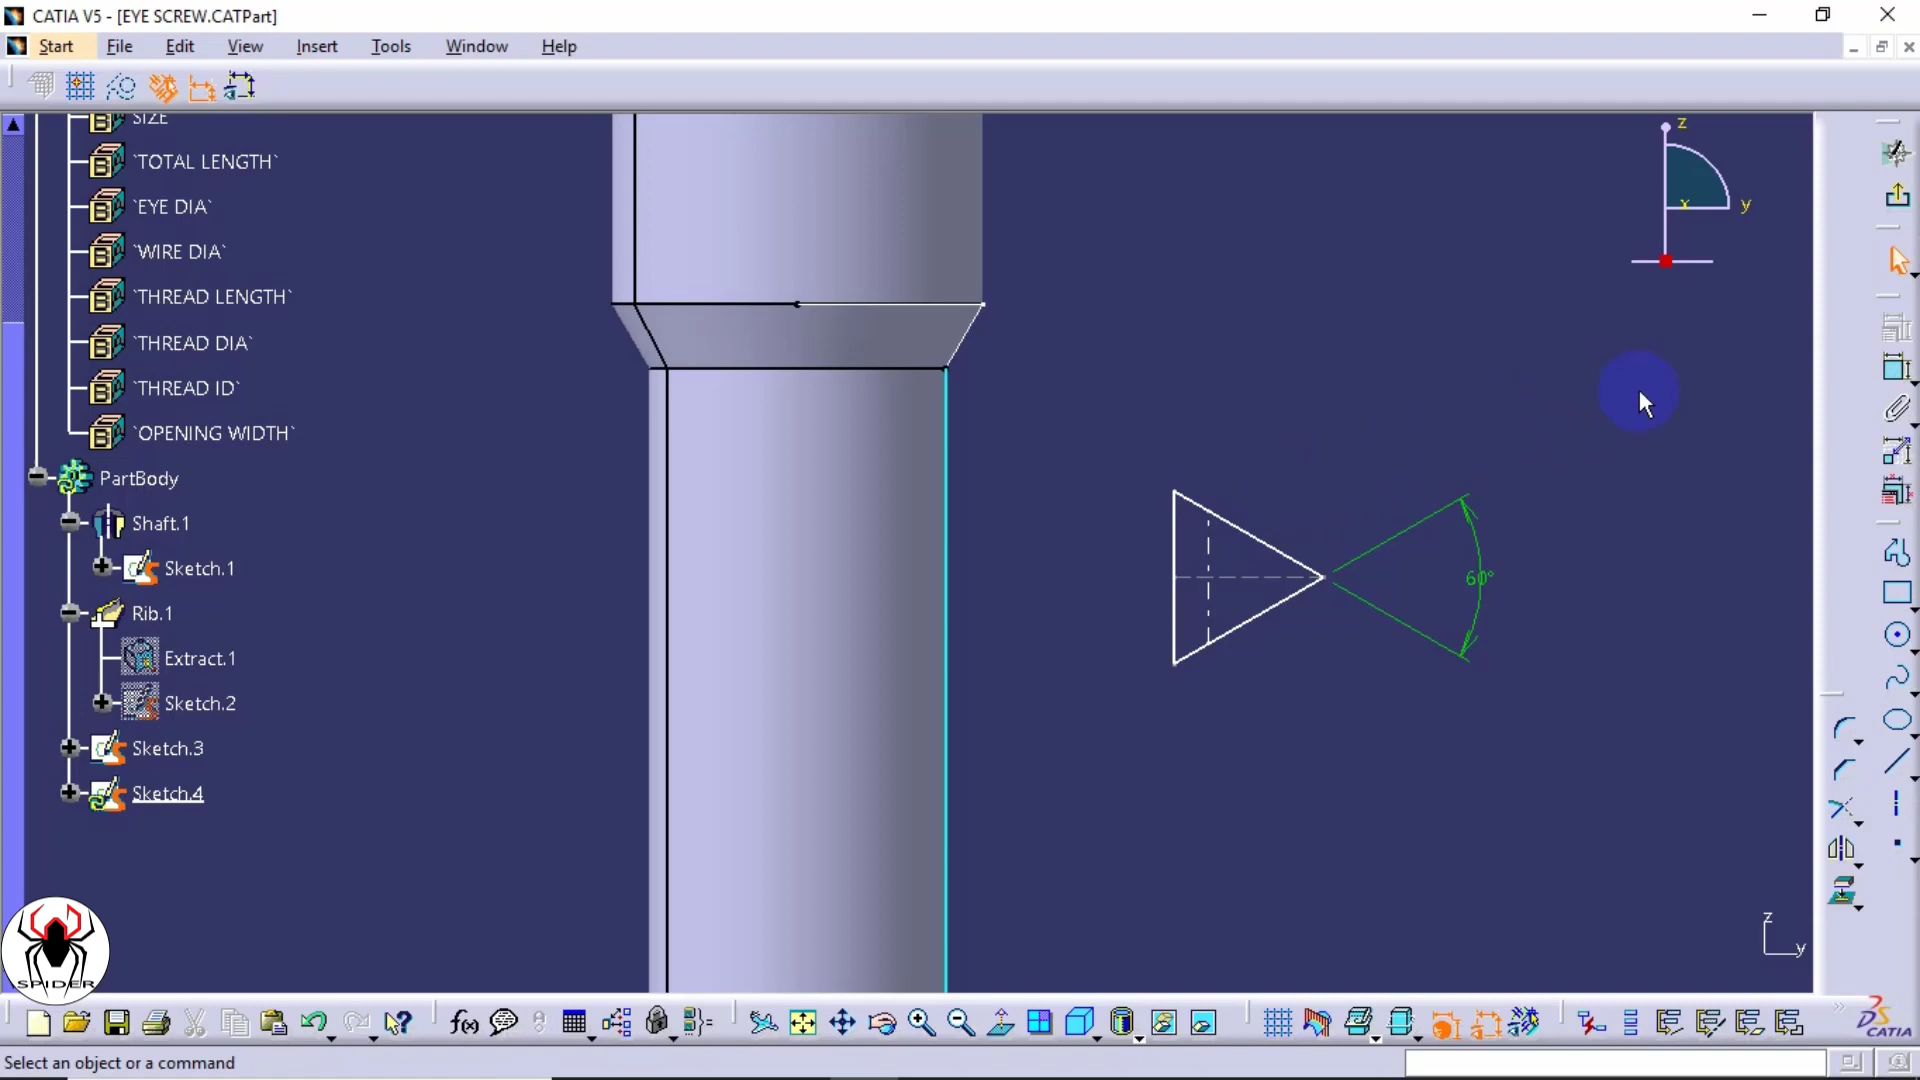 CATIA V5 - [EYE SCREW.CATPart]
Start File Edit View Insert Tools Window Help
SIZE
`TOTAL LENGTH`
`EYE DIA`
`WIRE DIA`
`THREAD LENGTH`
`THREAD DIA`
`THREAD ID`
`OPENING WIDTH`
PartBody
Shaft.1
Sketch.1
Rib.1
Extract.1
Sketch.2
Sketch.3
Sketch.4
z
x
y
60°
z
y
SPIDER
f(x)
CATIA
Select an object or a command